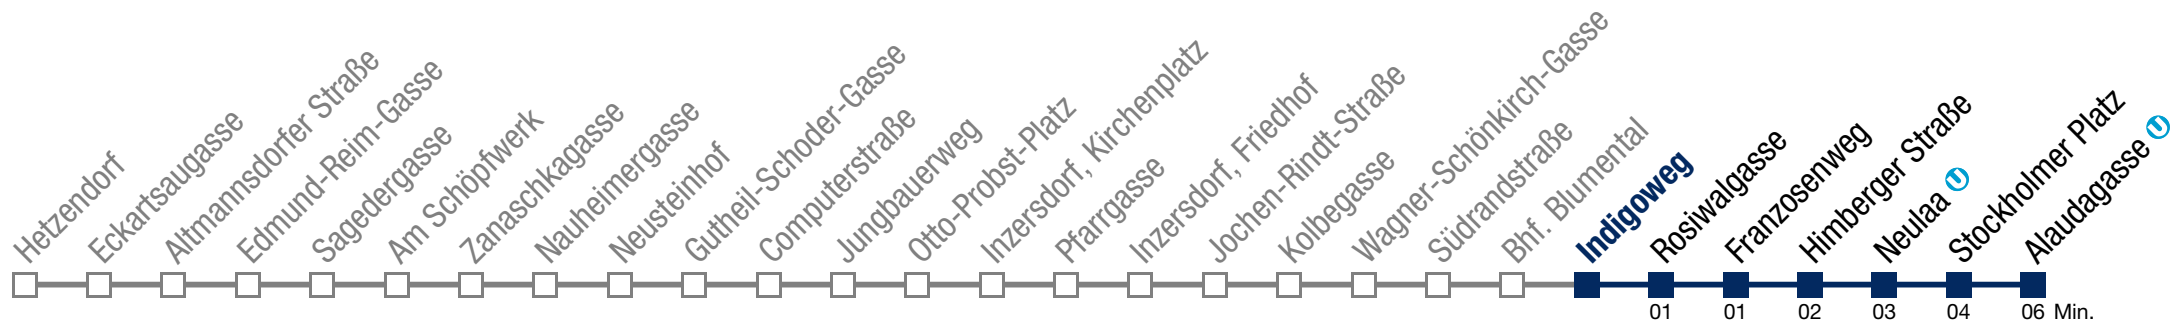 Hetzendorf
Eckartsaugasse
Altmannsdorfer Straße
Edmund-Reim-Gasse
Sagedergasse
Am Schöpfwerk
Zanaschkagasse
Nauheimergasse
Neusteinhof
Gutheil-Schoder-Gasse
Computerstraße
Jungbauerweg
Otto-Probst-Platz
Inzersdorf, Kirchenplatz
Pfarrgasse
Inzersdorf, Friedhof
Jochen-Rindt-Straße
Kolbegasse
Wagner-Schönkirch-Gasse
Südrandstraße
Bhf. Blumental
Indigoweg
Rosiwalgasse
Franzosenweg
Himberger Straße
Neulaa U
Stockholmer Platz
Alaudagasse U
01 01 02 03 04 06 Min.